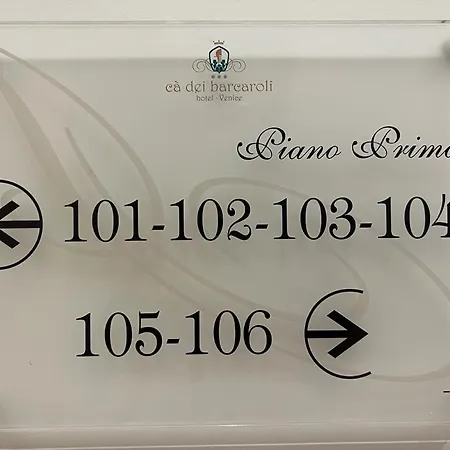 cà dei barcaroli
hotel - Venice
Piano Primo
101-102-103-104
105-106